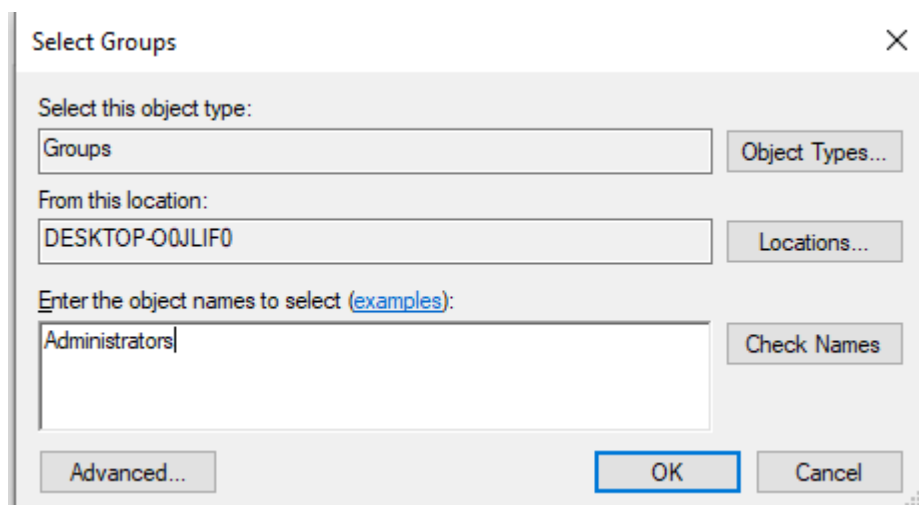 Select Groups
Select this object type:
Groups
Object Types...
From this location:
DESKTOP-O0JLIF0
Locations...
Enter the object names to select (examples):
Administrators
Check Names
Advanced...
OK
Cancel